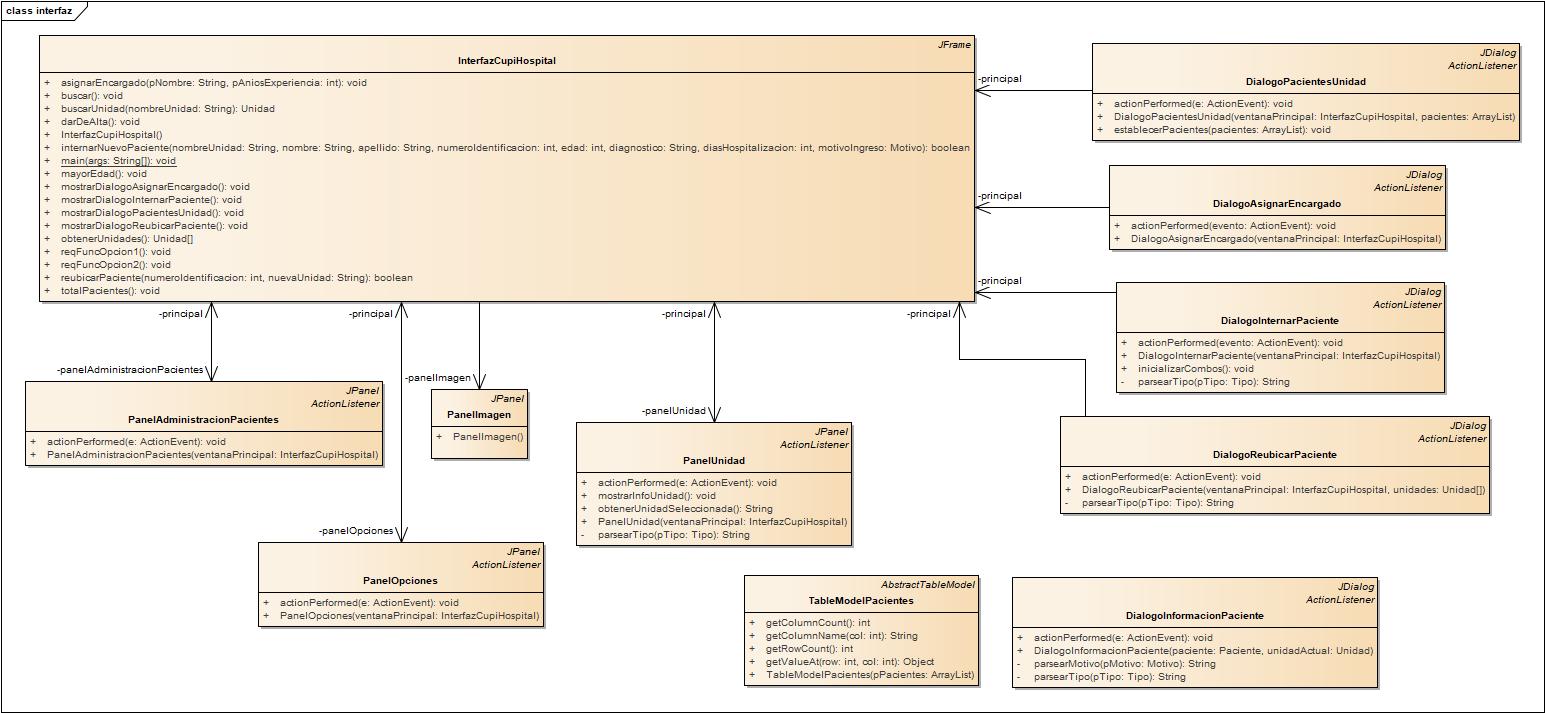 class interfaz
JFrame
InterfazCupiHospital
+ asignarEncargado(pNombre: String, pAniosExperiencia: int): void
+ buscar(): void
+ buscarUnidad(nombreUnidad: String): Unidad
+ darDeAlta(): void
+ InterfazCupiHospital()
+ internarNuevoPaciente(nombreUnidad: String, nombre: String, apellido: String, numeroIdentificacion: int, edad: int, diagnostico: String, diasHospitalizacion: int, motivoIngreso: Motivo): boolean
+ main(args: String[]): void
+ mayorEdad(): void
+ mostrarDialogoAsignarEncargado(): void
+ mostrarDialogoInternarPaciente(): void
+ mostrarDialogoPacientesUnidad(): void
+ mostrarDialogoReubicarPaciente(): void
+ obtenerUnidades(): Unidad[]
+ reqFuncOpcion1(): void
+ reqFuncOpcion2(): void
+ reubicarPaciente(numeroIdentificacion: int, nuevaUnidad: String): boolean
+ totalPacientes(): void
-principal
JDialog
ActionListener
DialogoPacientesUnidad
+ actionPerformed(e: ActionEvent): void
+ DialogoPacientesUnidad(ventanaPrincipal: InterfazCupiHospital, pacientes: ArrayList)
+ establecerPacientes(pacientes: ArrayList): void
-principal
JDialog
ActionListener
DialogoAsignarEncargado
+ actionPerformed(evento: ActionEvent): void
+ DialogoAsignarEncargado(ventanaPrincipal: InterfazCupiHospital)
-principal
JDialog
ActionListener
DialogoInternarPaciente
+ actionPerformed(evento: ActionEvent): void
+ DialogoInternarPaciente(ventanaPrincipal: InterfazCupiHospital)
+ inicializarCombos(): void
- parsearTipo(pTipo: Tipo): String
-principal
-principal
-principal
-principal
-panelAdministracionPacientes
-panelImagen
-panelUnidad
JPanel
ActionListener
PanelAdministracionPacientes
+ actionPerformed(e: ActionEvent): void
+ PanelAdministracionPacientes(ventanaPrincipal: InterfazCupiHospital)
JPanel
PanelImagen
+ PanelImagen()
JPanel
ActionListener
PanelUnidad
+ actionPerformed(e: ActionEvent): void
+ mostrarInfoUnidad(): void
+ obtenerUnidadSeleccionada(): String
+ PanelUnidad(ventanaPrincipal: InterfazCupiHospital)
- parsearTipo(pTipo: Tipo): String
JDialog
ActionListener
DialogoReubicarPaciente
+ actionPerformed(e: ActionEvent): void
+ DialogoReubicarPaciente(ventanaPrincipal: InterfazCupiHospital, unidades: Unidad[])
- parsearTipo(pTipo: Tipo): String
-panelOpciones
JPanel
ActionListener
PanelOpciones
+ actionPerformed(e: ActionEvent): void
+ PanelOpciones(ventanaPrincipal: InterfazCupiHospital)
AbstractTableModel
TableModelPacientes
+ getColumnCount(): int
+ getColumnName(col: int): String
+ getRowCount(): int
+ getValueAt(row: int, col: int): Object
+ TableModelPacientes(pPacientes: ArrayList)
JDialog
ActionListener
DialogoInformacionPaciente
+ actionPerformed(e: ActionEvent): void
+ DialogoInformacionPaciente(paciente: Paciente, unidadActual: Unidad)
- parsearMotivo(pMotivo: Motivo): String
- parsearTipo(pTipo: Tipo): String